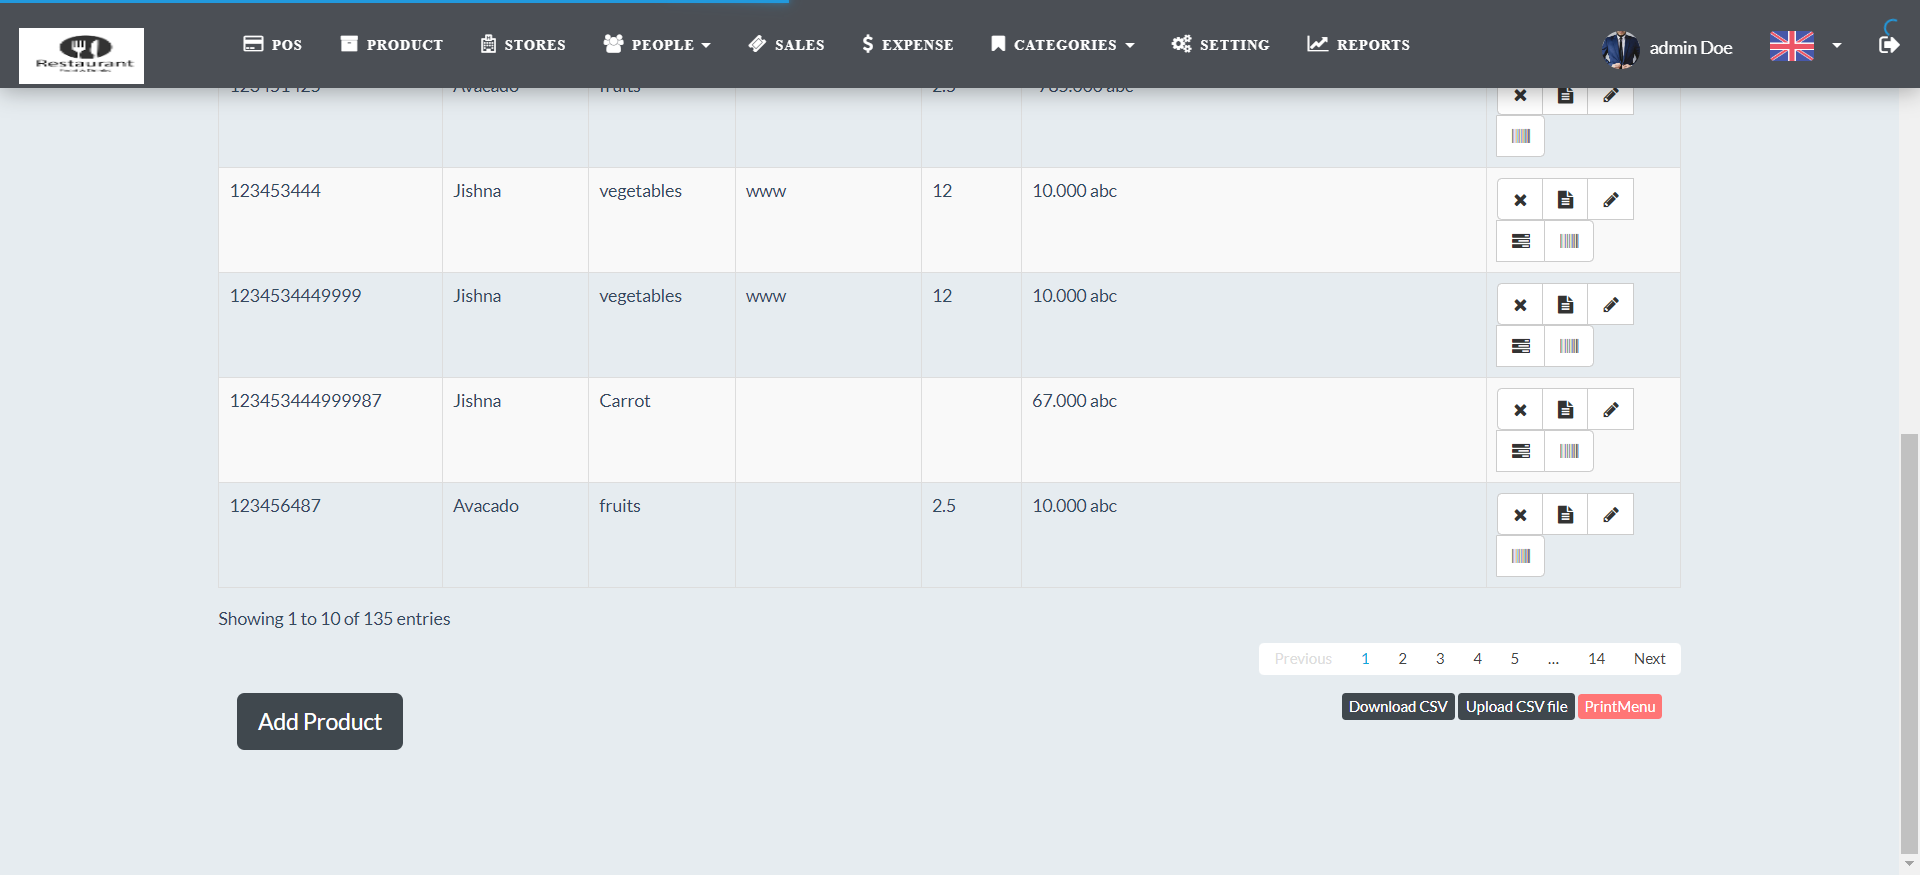 Restaurant
POS PRODUCT STORES PEOPLE SALES EXPENSE CATEGORIES SETTING REPORTS admin Doe
123451425 Avacado fruits 2.5 785.000 abc
123453444 Jishna vegetables www 12 10.000 abc
1234534449999 Jishna vegetables www 12 10.000 abc
123453444999987 Jishna Carrot 67.000 abc
123456487 Avacado fruits 2.5 10.000 abc
Showing 1 to 10 of 135 entries
Previous 1 2 3 4 5 ... 14 Next
Add Product
Download CSV Upload CSV file PrintMenu